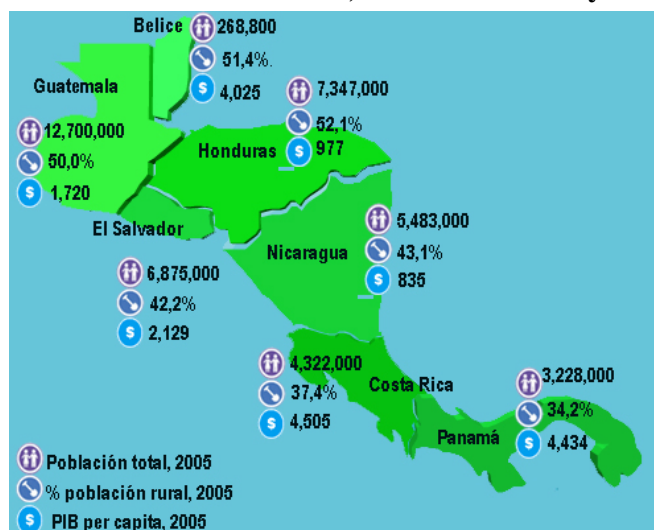 Belice
268,800
51,4%.
4,025
Guatemala
12,700,000
50,0%
1,720
7,347,000
52,1%
977
Honduras
El Salvador
6,875,000
42,2%
2,129
5,483,000
43,1%
835
Nicaragua
4,322,000
37,4%
4,505
Costa Rica
3,228,000
34,2%
4,434
Panamá
Población total, 2005
% población rural, 2005
$ PIB per capita, 2005